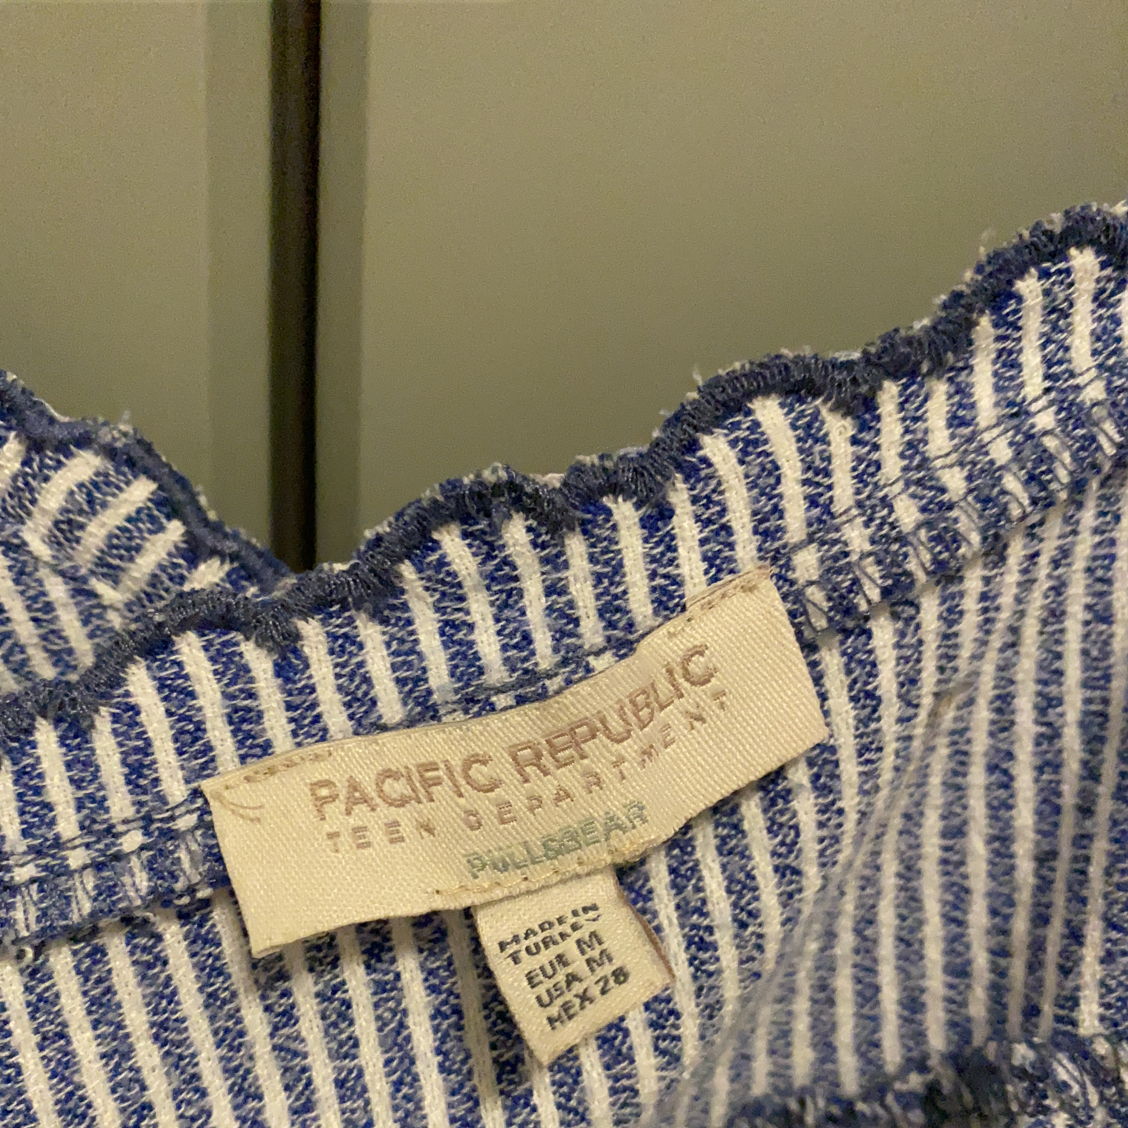 PACIFIC REPUBLIC
TEEN DEPARTMENT
PULL&BEAR
MADE IN
TURKEY
EUR M
USA M
MEX 28